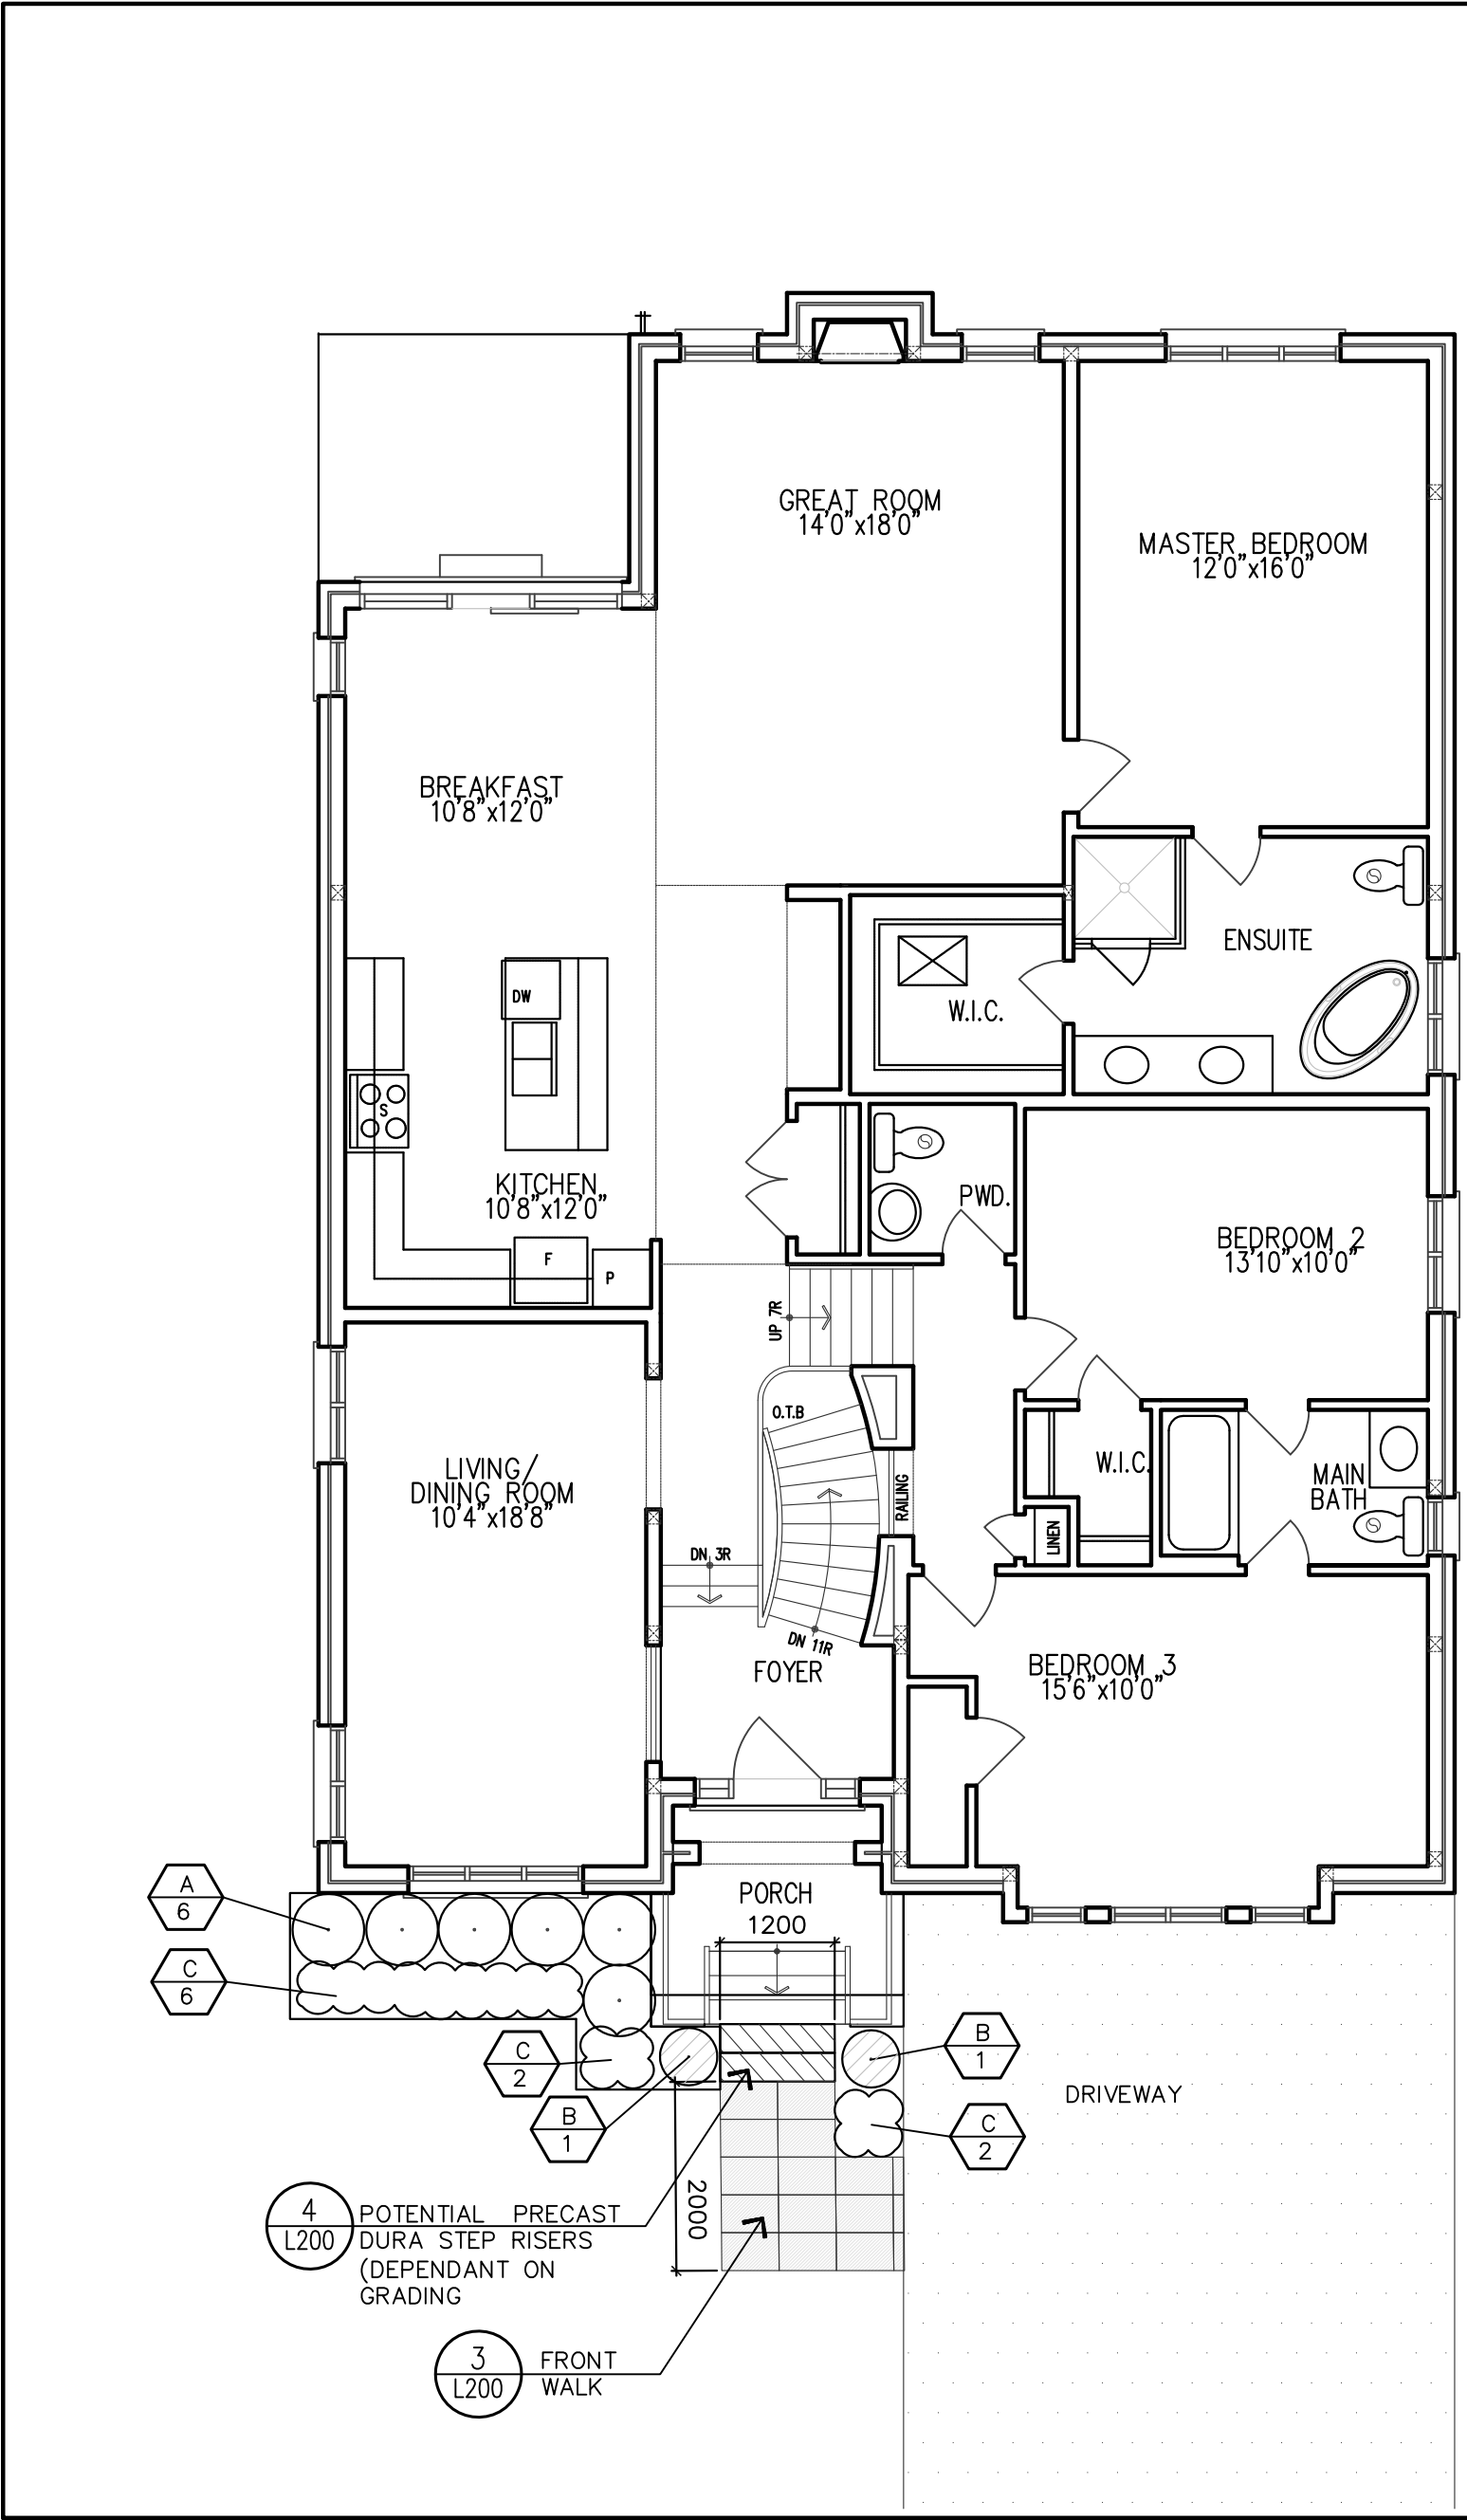 GREAT ROOM
14'0"x18'0"
MASTER BEDROOM
12'0"x16'0"
BREAKFAST
10'8"x12'0"
ENSUITE
W.I.C.
DW
S
KITCHEN
10'8"x12'0"
F
P
PWD.
BEDROOM 2
13'10"x10'0"
UP 7R
O.T.B
RAILING
LIVING/
DINING ROOM
10'4"x18'8"
W.I.C.
MAIN
BATH
LINEN
DN 3R
DN 11R
FOYER
BEDROOM 3
15'6"x10'0"
A
6
C
6
PORCH
1200
C
2
B
1
B
1
C
2
DRIVEWAY
2000
4
L200
POTENTIAL PRECAST
DURA STEP RISERS
(DEPENDANT ON
GRADING
3
L200
FRONT
WALK